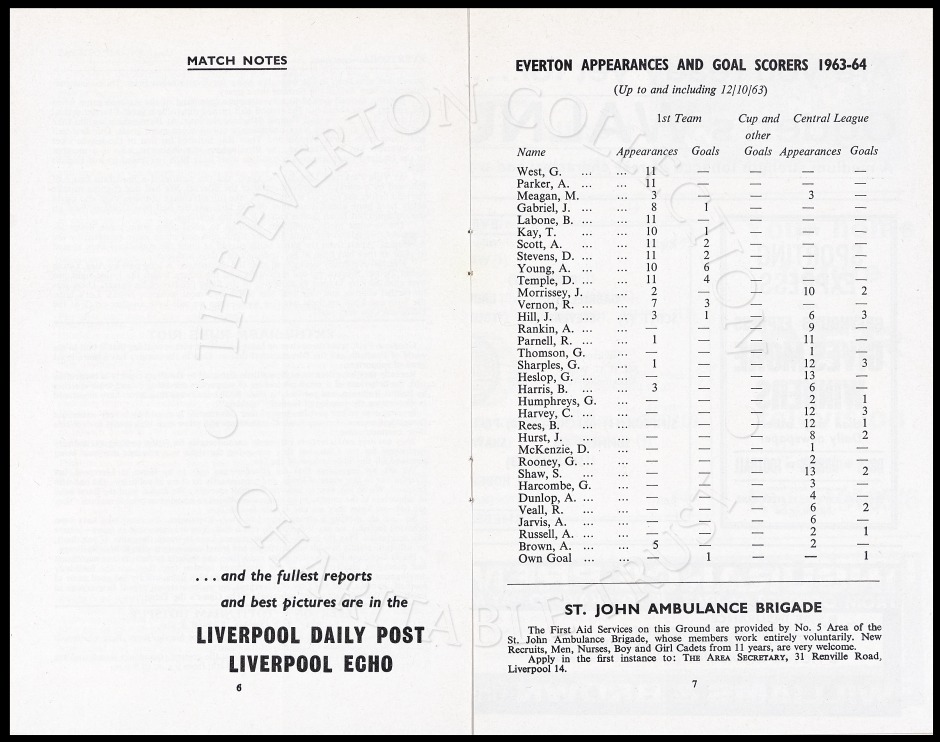 MATCH NOTES
. . . and the fullest reports
and best pictures are in the
LIVERPOOL DAILY POST
LIVERPOOL ECHO
6
EVERTON APPEARANCES AND GOAL SCORERS 1963-64
(Up to and including 12/10/63)
1st Team Cup and Central League
other
Name Appearances Goals Goals Appearances Goals
West, G. ... ... 11 — — — —
Parker, A. ... ... 11 — — — —
Meagan, M. ... 3 — — 3 —
Gabriel, J. ... ... 8 1 — — —
Labone, B. ... ... 11 — — — —
Kay, T. ... ... 10 1 — — —
Scott, A. ... ... 11 2 — — —
Stevens, D. ... ... 11 2 — — —
Young, A. ... ... 10 6 — — —
Temple, D. ... ... 11 4 — — —
Morrissey, J. ... 2 — — 10 2
Vernon, R. ... ... 7 3 — — —
Hill, J. ... ... 3 1 — 6 3
Rankin, A. ... ... — — — 9 —
Parnell, R. ... ... 1 — — 11 —
Thomson, G. ... — — — 1 —
Sharples, G. ... 1 — — 12 3
Heslop, G. ... ... — — — 13 —
Harris, B. ... ... 3 — — 6 —
Humphreys, G. ... — — — 2 1
Harvey, C. ... ... — — — 12 3
Rees, B. ... ... — — — 12 1
Hurst, J. ... ... — — — 8 2
McKenzie, D. ... — — — 1 —
Rooney, G. ... ... — — — 2 —
Shaw, S. ... ... — — — 13 2
Harcombe, G. ... — — — 3 —
Dunlop, A. ... ... — — — 4 —
Veall, R. ... ... — — — 6 2
Jarvis, A. ... ... — — — 6 —
Russell, A. ... ... — — — 2 1
Brown, A. ... ... 5 — — 2 —
Own Goal ... ... — 1 — — 1
ST. JOHN AMBULANCE BRIGADE
The First Aid Services on this Ground are provided by No. 5 Area of the
St. John Ambulance Brigade, whose members work entirely voluntarily. New
Recruits, Men, Nurses, Boy and Girl Cadets from 11 years, are very welcome.
Apply in the first instance to: THE AREA SECRETARY, 31 Renville Road,
Liverpool 14.
7
© THE EVERTON COLLECTION
CHARITABLE TRUST